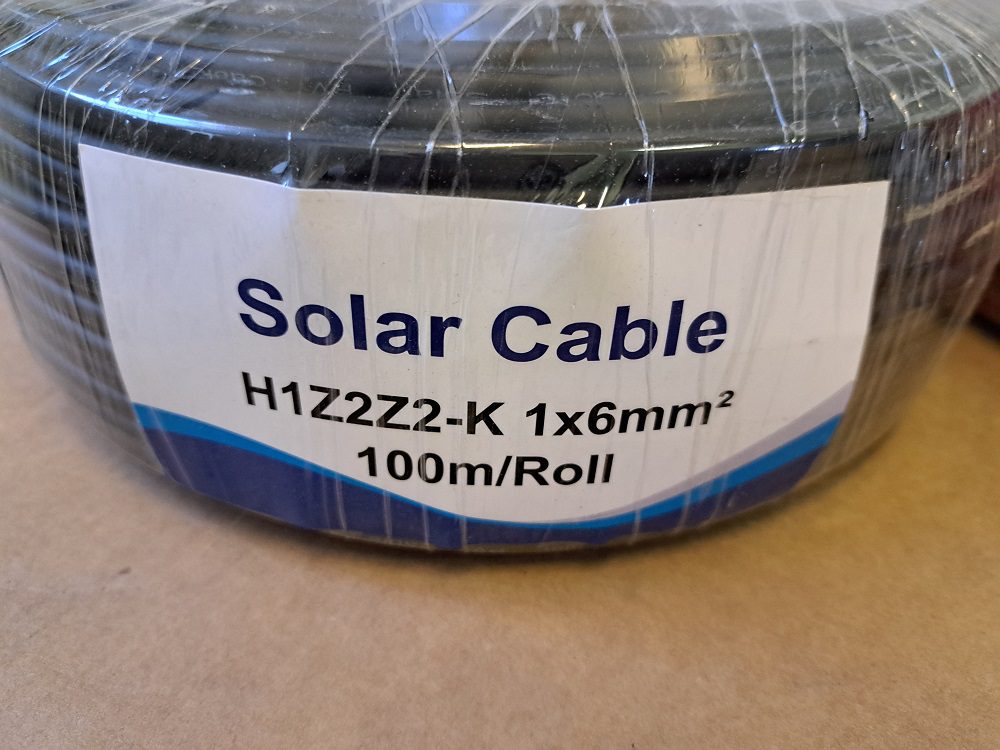 Solar Cable
H1Z2Z2-K 1x6mm²
100m/Roll